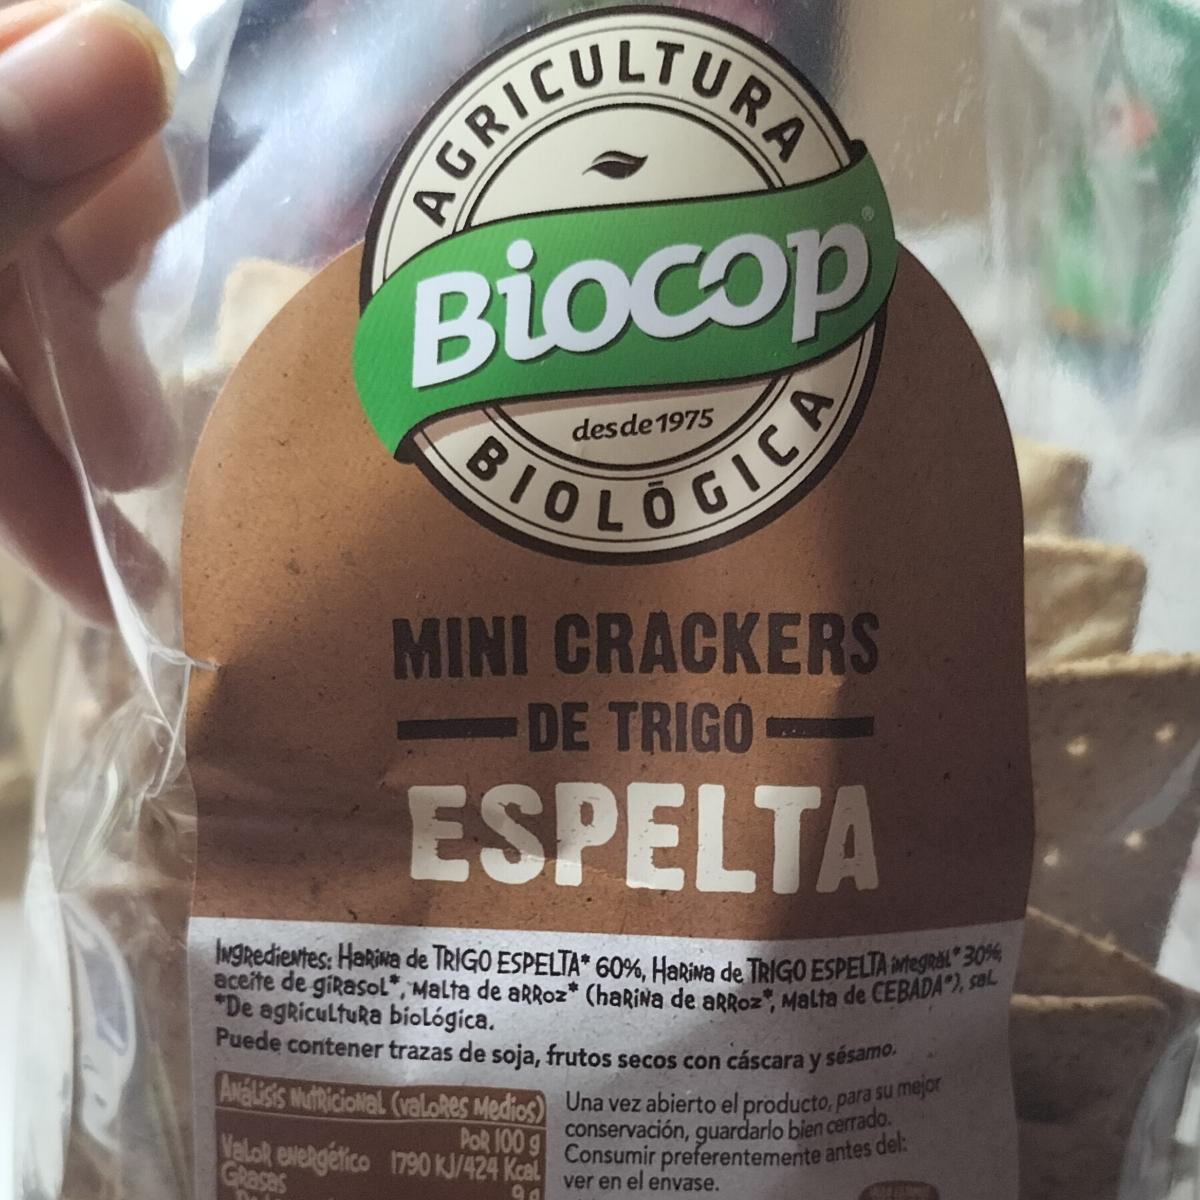 AGRICULTURA
Biocop®
desde 1975
BIOLÓGICA
MINI CRACKERS
DE TRIGO
ESPELTA
Ingredientes: Harina de TRIGO ESPELTA* 60%, Harina de TRIGO ESPELTA integral* 30%,
aceite de girasol*, Malta de arroz* (harina de arroz*, Malta de CEBADA*), sal.
*De agricultura biológica.
Puede contener trazas de soja, frutos secos con cáscara y sésamo.
Análisis Nutricional (valores Medios)
Por 100 g
Valor energético 1790 kJ/424 Kcal
Grasas 9 g
Una vez abierto el producto, para su mejor
conservación, guardarlo bien cerrado.
Consumir preferentemente antes del:
ver en el envase.